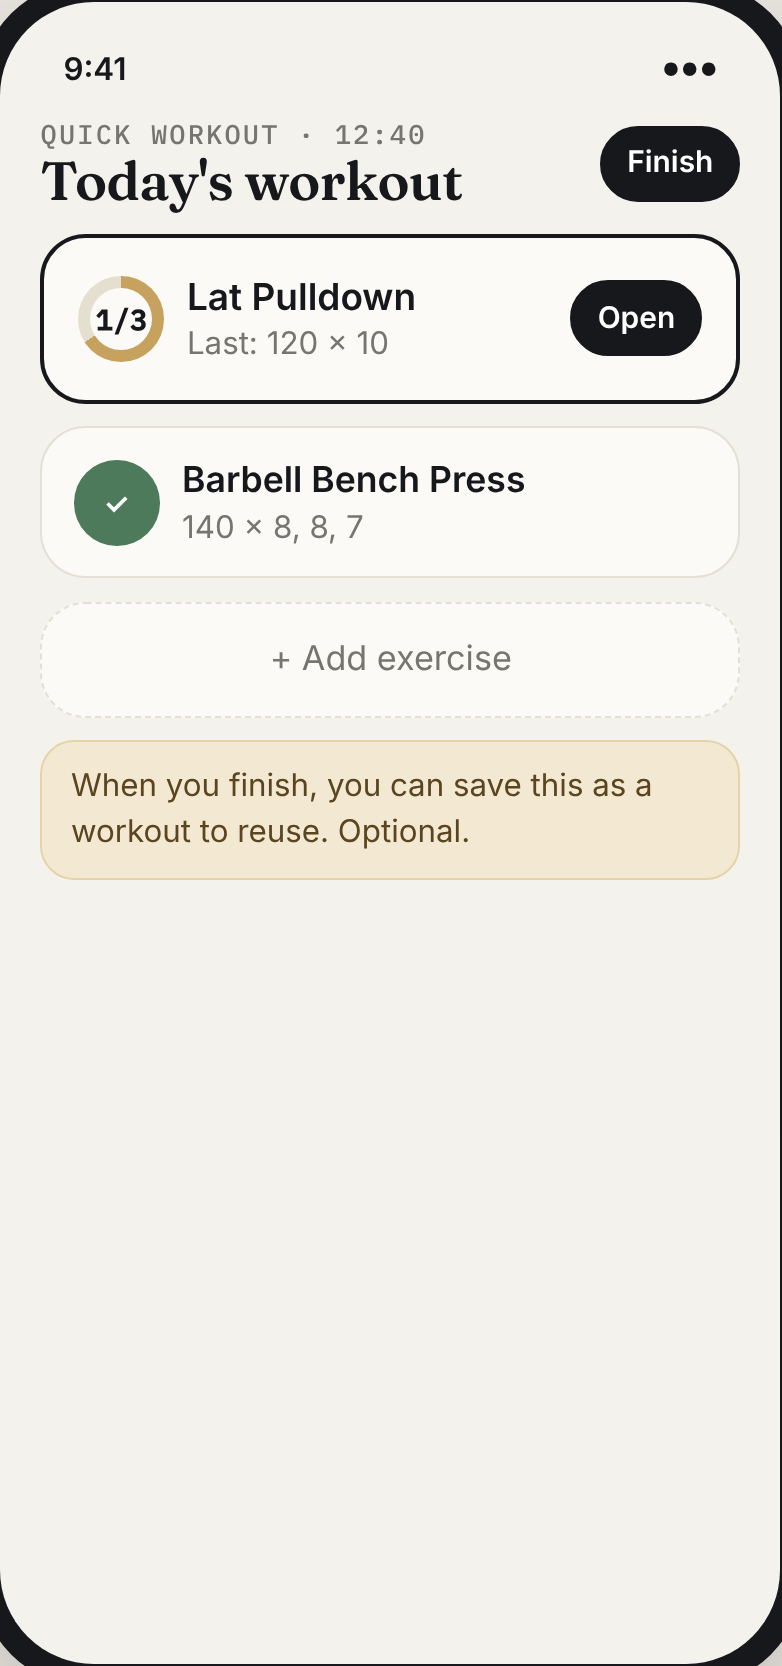 9:41
QUICK WORKOUT · 12:40
Today's workout
Finish
1/3
Lat Pulldown
Last: 120 × 10
Open
Barbell Bench Press
140 × 8, 8, 7
+ Add exercise
When you finish, you can save this as a
workout to reuse. Optional.